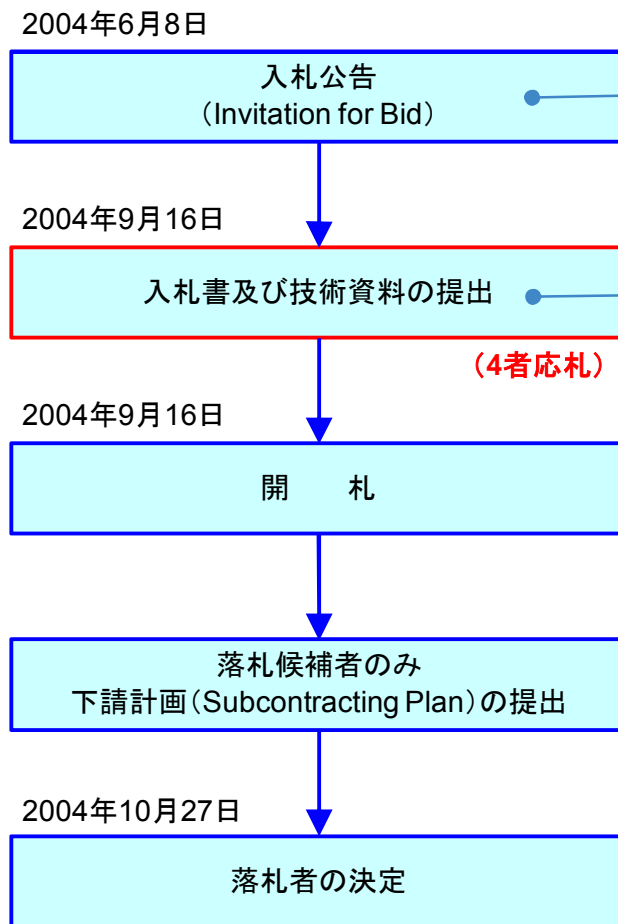 2004年6月8日
入札公告
（Invitation for Bid）
2004年9月16日
入札書及び技術資料の提出
（4者応札）
2004年9月16日
開　　札
落札候補者のみ
下請計画（Subcontracting Plan）の提出
2004年10月27日
落札者の決定